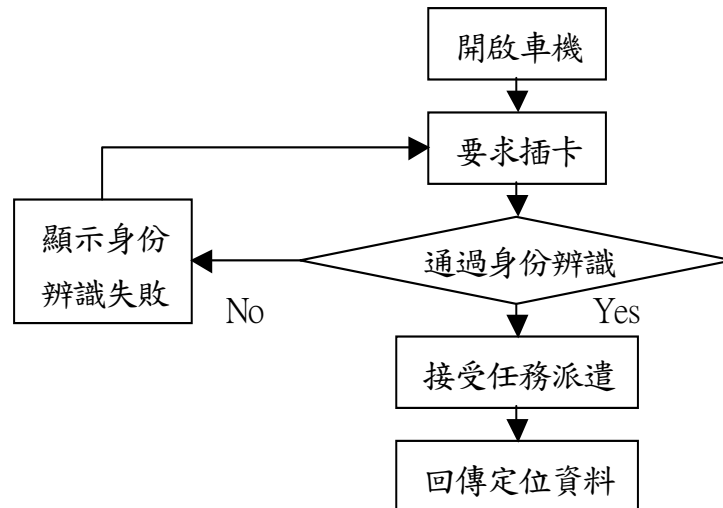 開啟車機
要求插卡
顯示身份
辨識失敗
通過身份辨識
No
Yes
接受任務派遣
回傳定位資料